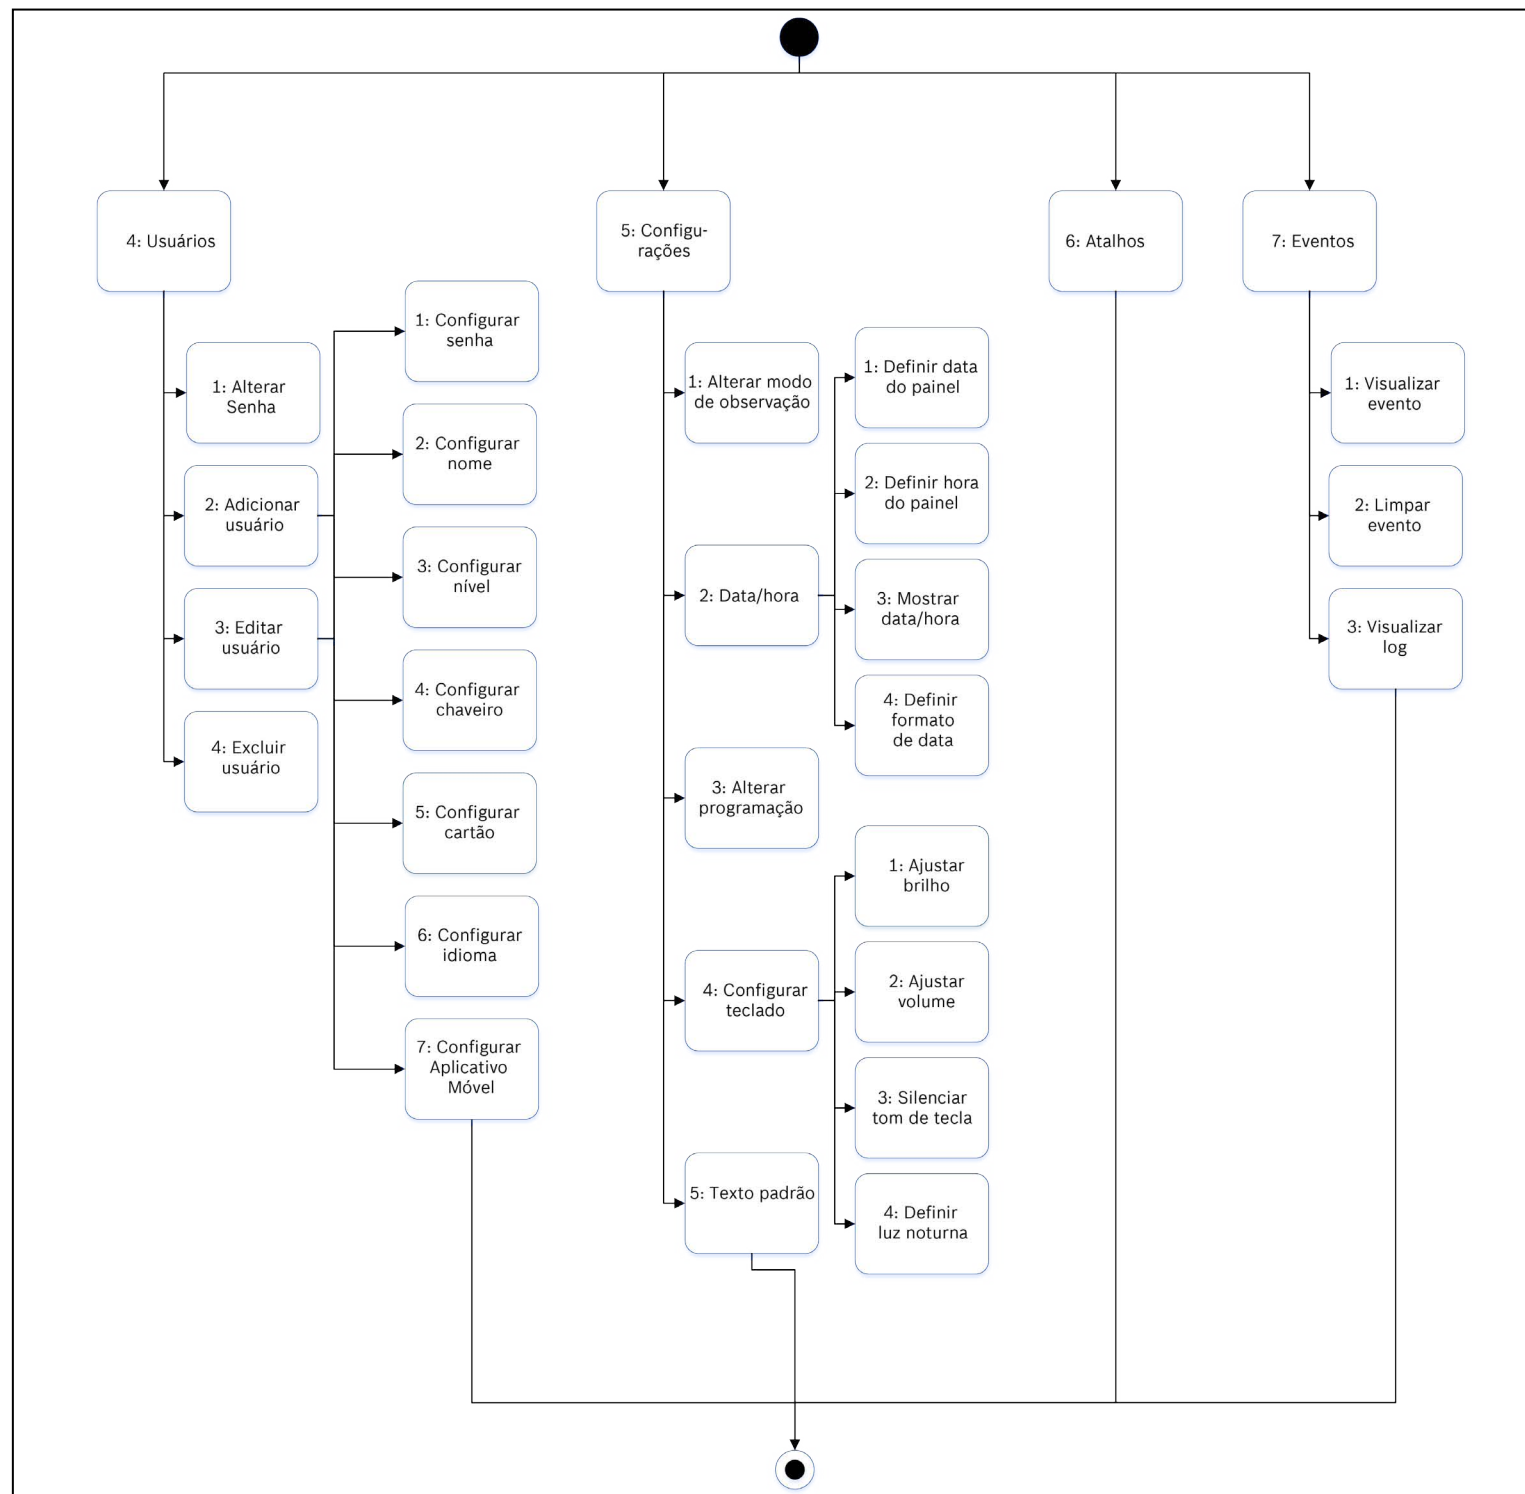 4: Usuários
1: Alterar
Senha
2: Adicionar
usuário
3: Editar
usuário
4: Excluir
usuário
1: Configurar
senha
2: Configurar
nome
3: Configurar
nível
4: Configurar
chaveiro
5: Configurar
cartão
6: Configurar
idioma
7: Configurar
Aplicativo
Móvel
5: Configu-
rações
1: Alterar modo
de observação
2: Data/hora
1: Definir data
do painel
2: Definir hora
do painel
3: Mostrar
data/hora
4: Definir
formato
de data
3: Alterar
programação
4: Configurar
teclado
1: Ajustar
brilho
2: Ajustar
volume
3: Silenciar
tom de tecla
4: Definir
luz noturna
5: Texto padrão
6: Atalhos
7: Eventos
1: Visualizar
evento
2: Limpar
evento
3: Visualizar
log